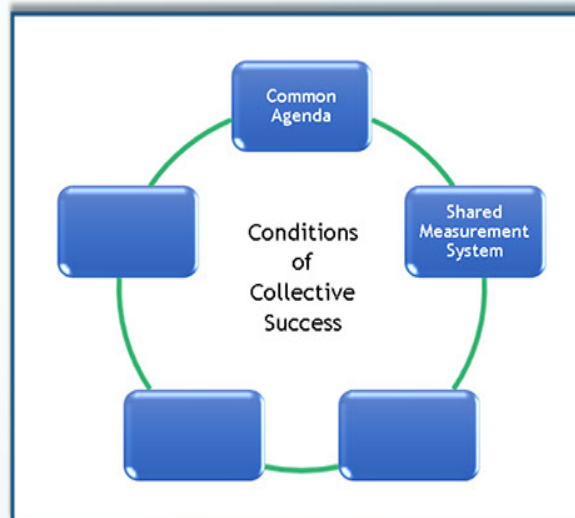 Common
Agenda
Shared
Measurement
System
Conditions
of
Collective
Success